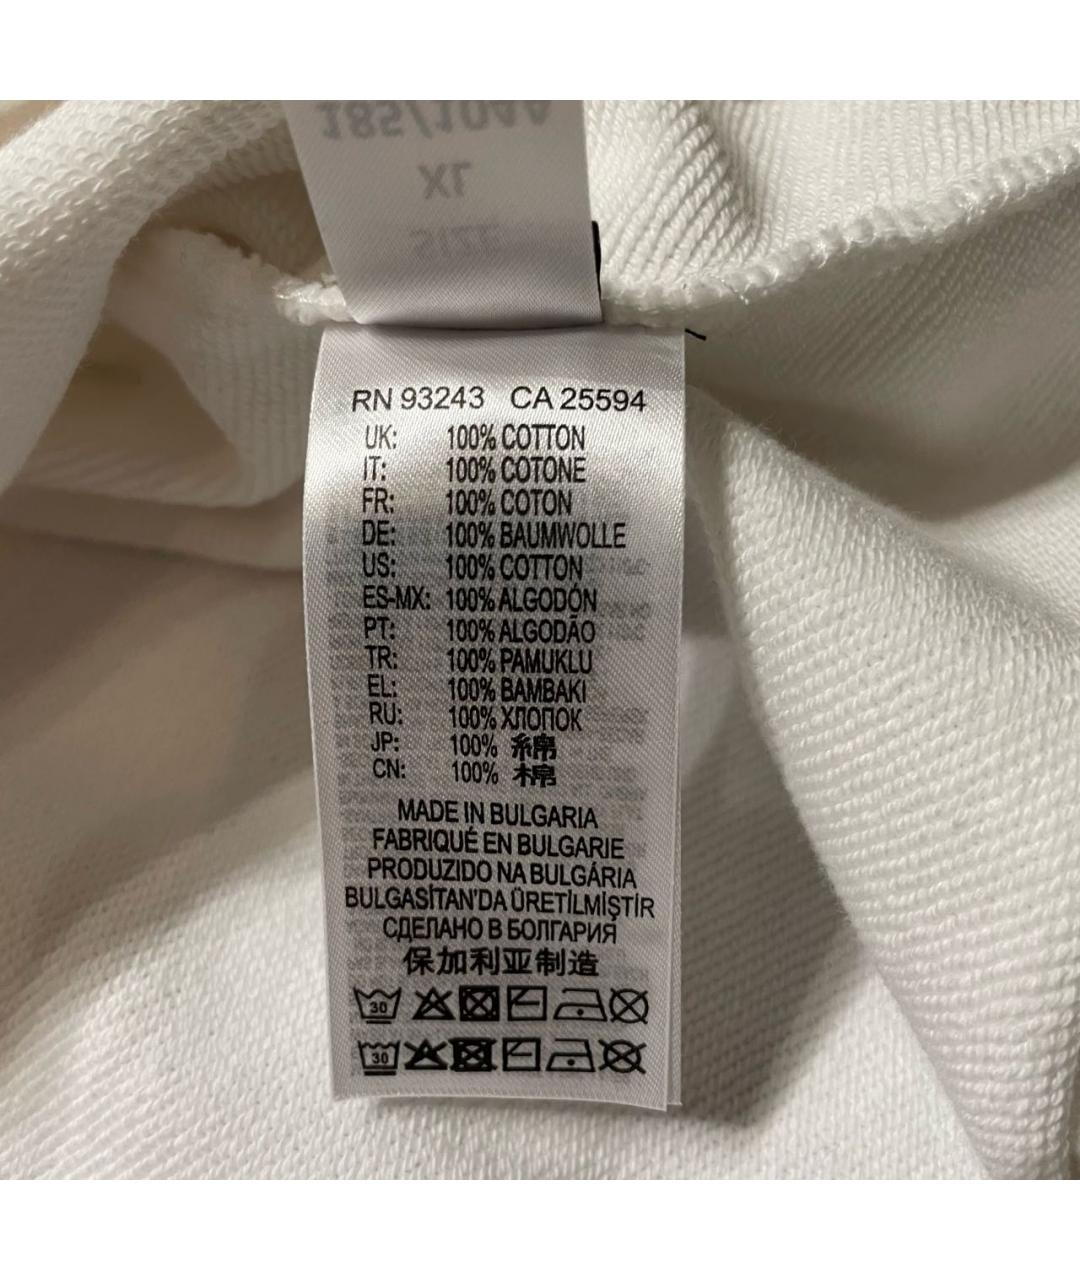 185/104A
XL
SIZE
RN 93243 CA 25594
UK: 100% COTTON
IT: 100% COTONE
FR: 100% COTON
DE: 100% BAUMWOLLE
US: 100% COTTON
ES-MX: 100% ALGODÓN
PT: 100% ALGODÃO
TR: 100% PAMUKLU
EL: 100% BAMBAKI
RU: 100% ХЛОПОК
JP: 100% 綿
CN: 100% 棉
MADE IN BULGARIA
FABRIQUÉ EN BULGARIE
PRODUZIDO NA BULGÁRIA
BULGASİTAN'DA ÜRETİLMİŞTİR
СДЕЛАНО В БОЛГАРИЯ
保加利亚制造
30
30